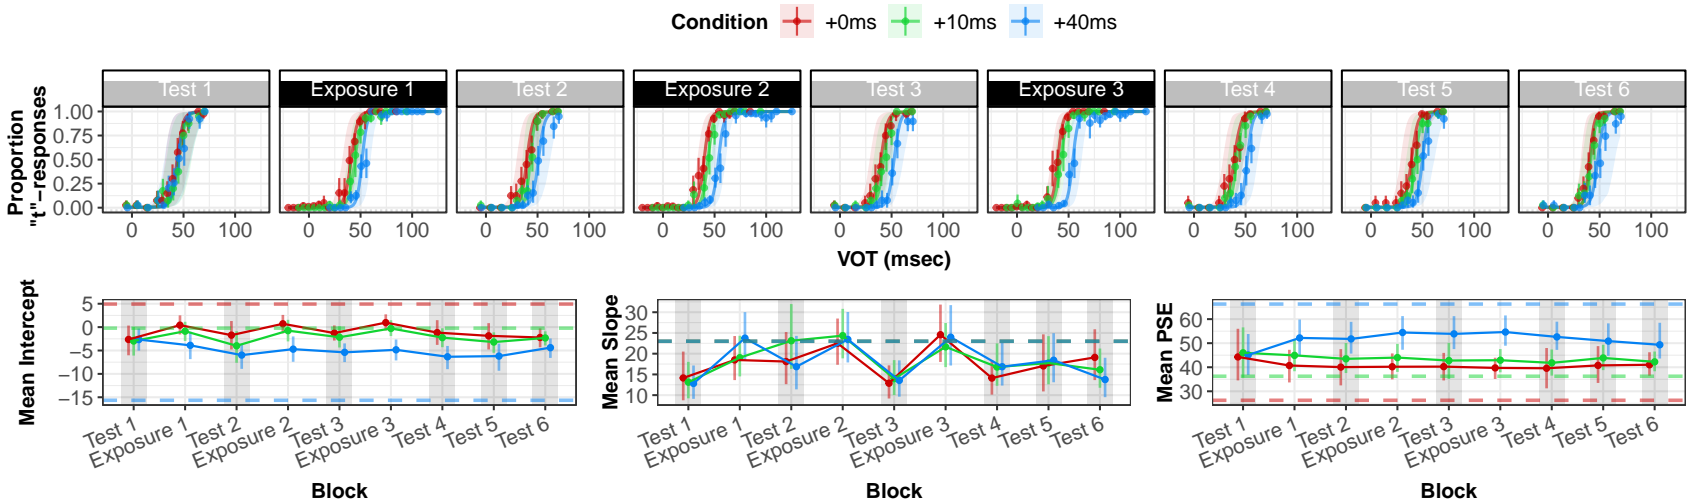 Condition +0ms +10ms +40ms
Test 1 Exposure 1 Test 2 Exposure 2 Test 3 Exposure 3 Test 4 Test 5 Test 6
Proportion
"t"−responses
1.00
0.75
0.50
0.25
0.00
0 50 100 0 50 100 0 50 100 0 50 100 0 50 100 0 50 100 0 50 100 0 50 100 0 50 100
VOT (msec)
Mean Intercept
5
0
−5
−10
−15
Test 1
Exposure 1
Test 2
Exposure 2
Test 3
Exposure 3
Test 4
Test 5
Test 6
Block
Mean Slope
30
25
20
15
10
Test 1
Exposure 1
Test 2
Exposure 2
Test 3
Exposure 3
Test 4
Test 5
Test 6
Block
Mean PSE
60
50
40
30
Test 1
Exposure 1
Test 2
Exposure 2
Test 3
Exposure 3
Test 4
Test 5
Test 6
Block